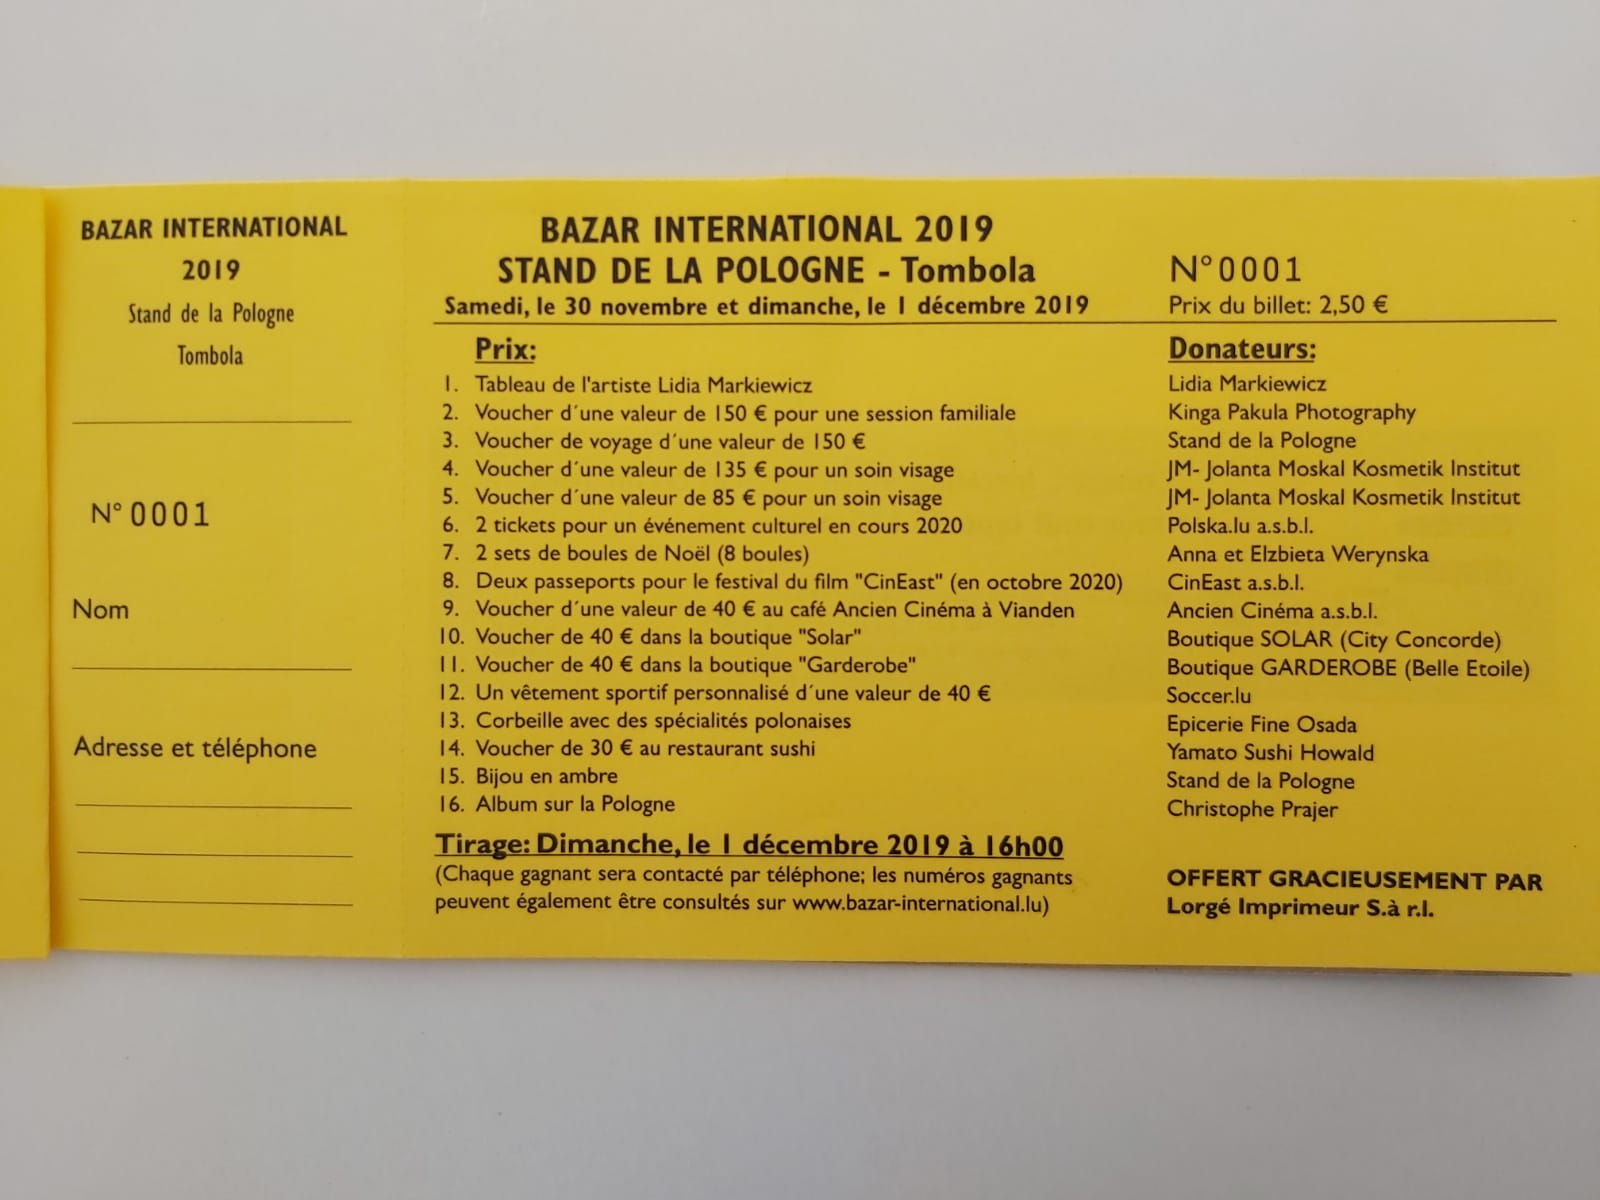 BAZAR INTERNATIONAL
2019
Stand de la Pologne
Tombola
N° 0001
Nom
Adresse et téléphone
BAZAR INTERNATIONAL 2019
STAND DE LA POLOGNE - Tombola
Samedi, le 30 novembre et dimanche, le 1 décembre 2019
N° 0001
Prix du billet: 2,50 €
Prix:
1. Tableau de l'artiste Lidia Markiewicz
2. Voucher d´une valeur de 150 € pour une session familiale
3. Voucher de voyage d´une valeur de 150 €
4. Voucher d´une valeur de 135 € pour un soin visage
5. Voucher d´une valeur de 85 € pour un soin visage
6. 2 tickets pour un événement culturel en cours 2020
7. 2 sets de boules de Noël (8 boules)
8. Deux passeports pour le festival du film "CinEast" (en octobre 2020)
9. Voucher d´une valeur de 40 € au café Ancien Cinéma à Vianden
10. Voucher de 40 € dans la boutique "Solar"
11. Voucher de 40 € dans la boutique "Garderobe"
12. Un vêtement sportif personnalisé d´une valeur de 40 €
13. Corbeille avec des spécialités polonaises
14. Voucher de 30 € au restaurant sushi
15. Bijou en ambre
16. Album sur la Pologne
Donateurs:
Lidia Markiewicz
Kinga Pakula Photography
Stand de la Pologne
JM- Jolanta Moskal Kosmetik Institut
JM- Jolanta Moskal Kosmetik Institut
Polska.lu a.s.b.l.
Anna et Elzbieta Werynska
CinEast a.s.b.l.
Ancien Cinéma a.s.b.l.
Boutique SOLAR (City Concorde)
Boutique GARDEROBE (Belle Etoile)
Soccer.lu
Epicerie Fine Osada
Yamato Sushi Howald
Stand de la Pologne
Christophe Prajer
Tirage: Dimanche, le 1 décembre 2019 à 16h00
(Chaque gagnant sera contacté par téléphone; les numéros gagnants
peuvent également être consultés sur www.bazar-international.lu)
OFFERT GRACIEUSEMENT PAR
Lorgé Imprimeur S.à r.l.